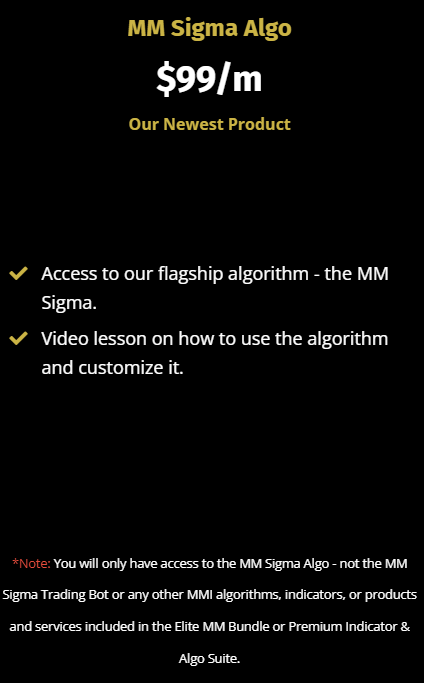 MM Sigma Algo
$99/m
Our Newest Product
Access to our flagship algorithm - the MM
Sigma.
Video lesson on how to use the algorithm
and customize it.
*Note: You will only have access to the MM Sigma Algo - not the MM
Sigma Trading Bot or any other MMI algorithms, indicators, or products
and services included in the Elite MM Bundle or Premium Indicator &
Algo Suite.